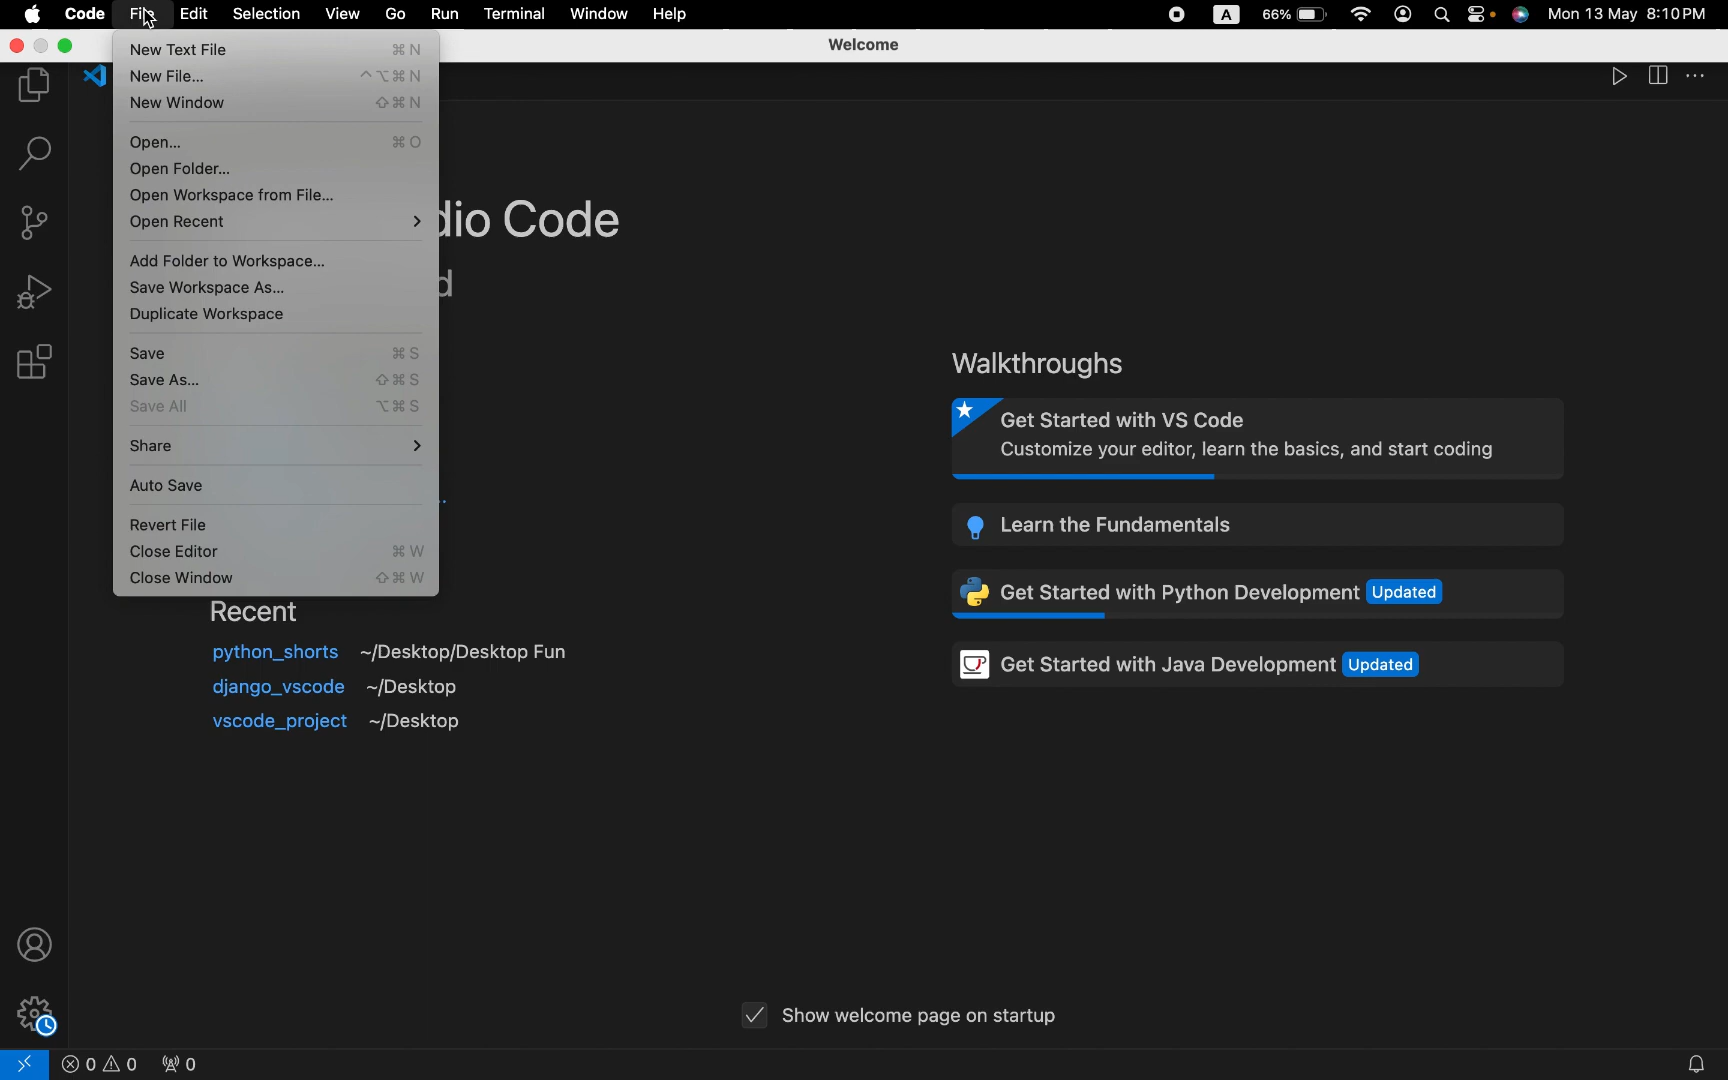 Code File Edit Selection View Go Run Terminal Window Help A 66% Mon 13 May 8:10 PM
Welcome
New Text File ⌘ N
New File... ^⌥⌘ N
New Window ⇧⌘ N
Open... ⌘ O
Open Folder...
Open Workspace from File...
Open Recent >
Add Folder to Workspace...
Save Workspace As...
Duplicate Workspace
Save ⌘ S
Save As... ⇧⌘ S
Save All ⌥⌘ S
Share >
Auto Save
Revert File
Close Editor ⌘ W
Close Window ⇧⌘ W
dio Code
d
Recent
python_shorts ~/Desktop/Desktop Fun
django_vscode ~/Desktop
vscode_project ~/Desktop
Walkthroughs
Get Started with VS Code
Customize your editor, learn the basics, and start coding
Learn the Fundamentals
Get Started with Python Development Updated
Get Started with Java Development Updated
Show welcome page on startup
0 0 0